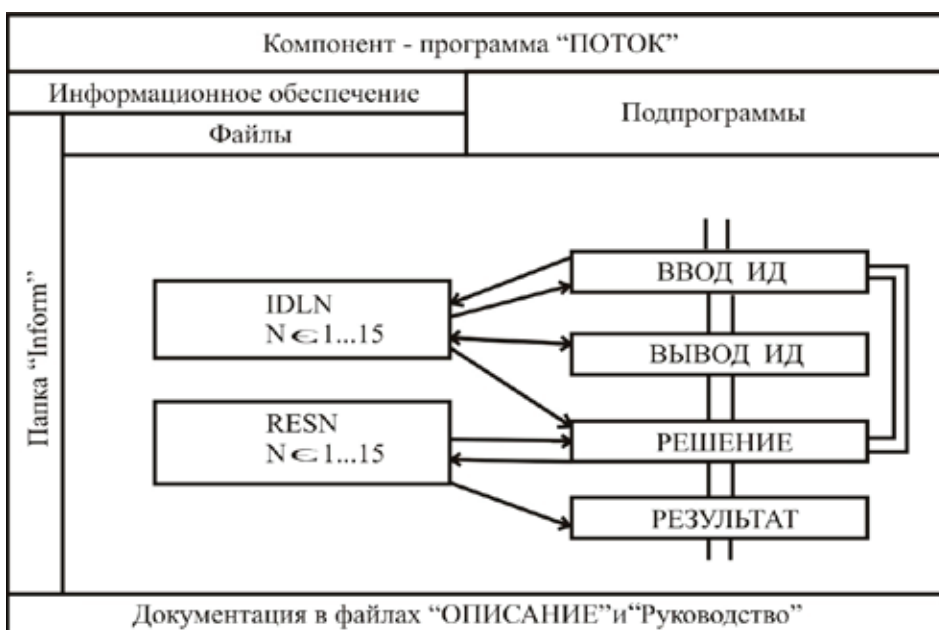 Компонент - программа “ПОТОК”
Информационное обеспечение
Подпрограммы
Файлы
Папка “Inform”
IDLN
N ∈ 1...15
RESN
N ∈ 1...15
ВВОД ИД
ВЫВОД ИД
РЕШЕНИЕ
РЕЗУЛЬТАТ
Документация в файлах “ОПИСАНИЕ”и“Руководство”